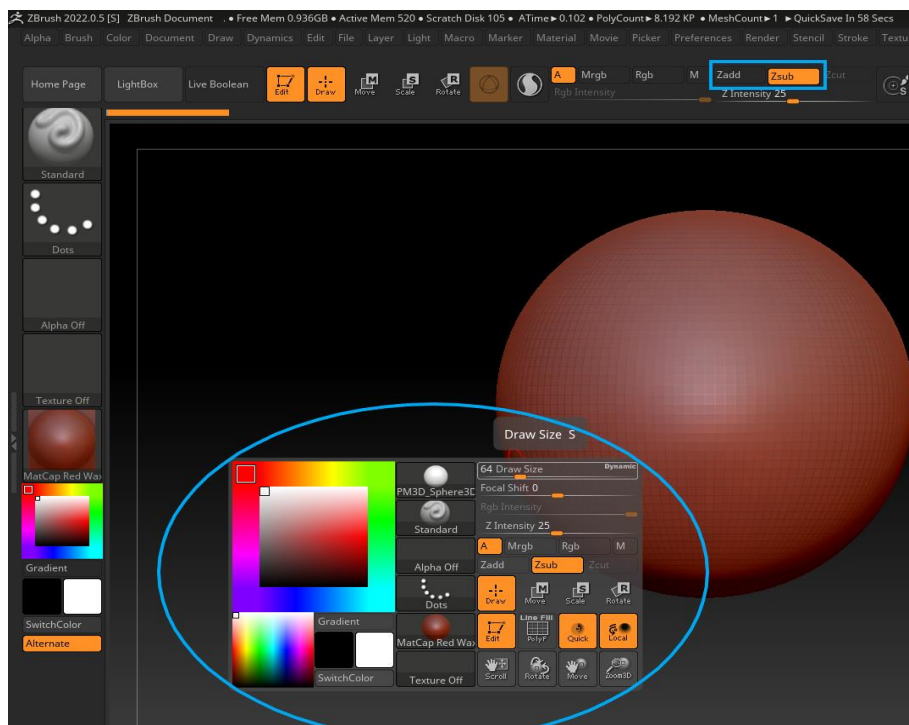 ZBrush 2022.0.5 [S] ZBrush Document . • Free Mem 0.936GB • Active Mem 520 • Scratch Disk 105 • ATime►0.102 • PolyCount►8.192 KP • MeshCount►1 ►QuickSave In 58 Secs
Alpha Brush Color Document Draw Dynamics Edit File Layer Light Macro Marker Material Movie Picker Preferences Render Stencil Stroke Textu
Home Page LightBox Live Boolean Edit Draw Move Scale Rotate A Mrgb Rgb M Zadd Zsub Zcut
Rgb Intensity Z Intensity 25 S
Standard
Dots
Alpha Off
Texture Off
MatCap Red Wax
Gradient
SwitchColor
Alternate
Draw Size S
64 Draw Size Dynamic
PM3D_Sphere3D Focal Shift 0
Rgb Intensity
Standard Z Intensity 25
A Mrgb Rgb M
Alpha Off Zadd Zsub Zcut
Dots Draw Move Scale Rotate
Gradient Line Fill
MatCap Red Wax Edit PolyF Quick Local
SwitchColor Texture Off Scroll Rotate Move Zoom3D